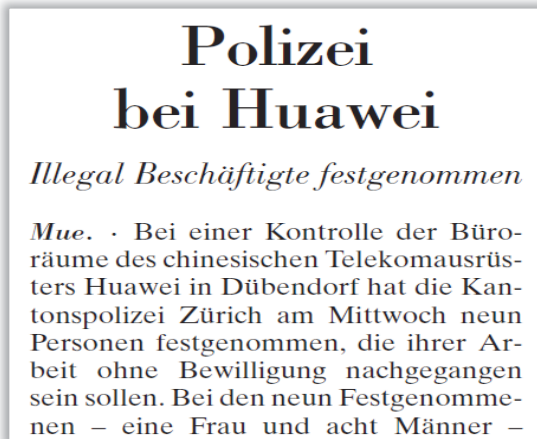 Polizei
bei Huawei
Illegal Beschäftigte festgenommen
Mue. · Bei einer Kontrolle der Büro-
räume des chinesischen Telekomausrüs-
ters Huawei in Dübendorf hat die Kan-
tonspolizei Zürich am Mittwoch neun
Personen festgenommen, die ihrer Ar-
beit ohne Bewilligung nachgegangen
sein sollen. Bei den neun Festgenomme-
nen – eine Frau und acht Männer –